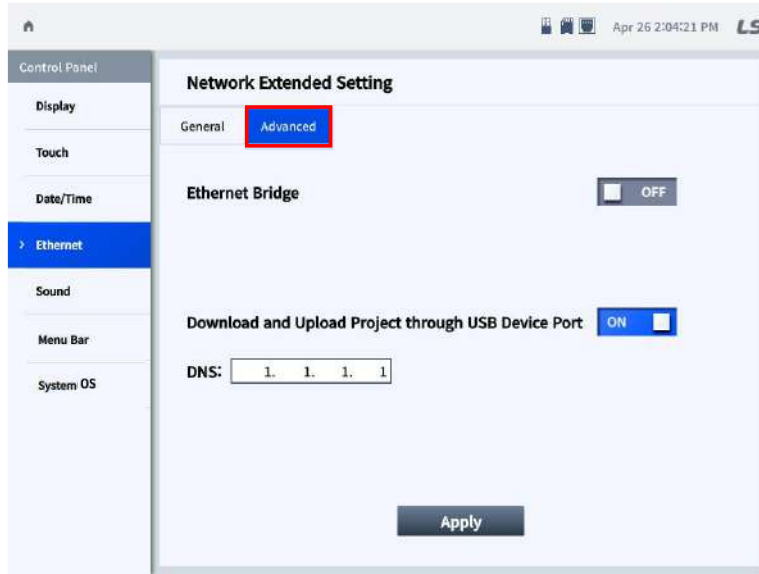 Apr 26 2:04:21 PM LS
Control Panel
Display
Touch
Date/Time
> Ethernet
Sound
Menu Bar
System OS
Network Extended Setting
General Advanced
Ethernet Bridge OFF
Download and Upload Project through USB Device Port ON
DNS: 1. 1. 1. 1
Apply